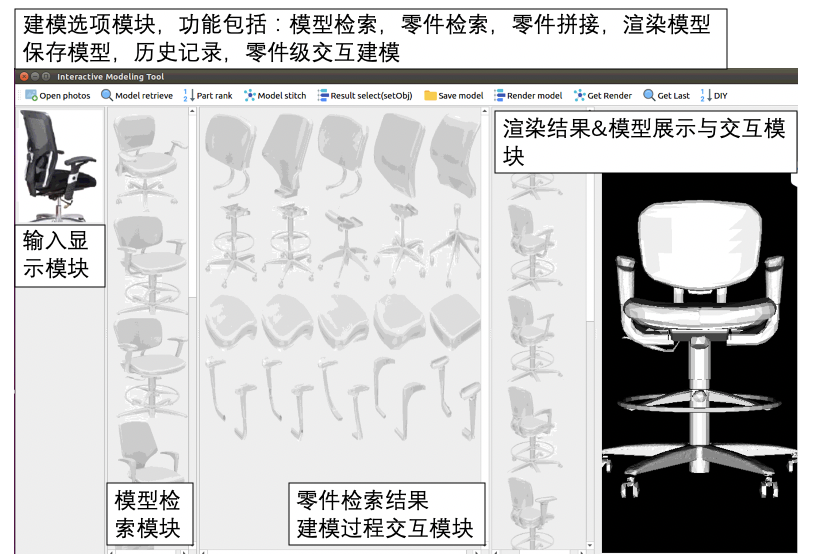 建模选项模块，功能包括：模型检索，零件检索，零件拼接，渲染模型
保存模型，历史记录，零件级交互建模
Interactive Modeling Tool
Open photos Model retrieve Part rank Model stitch Result select(setObj) Save model Render model Get Render Get Last DIY
渲染结果&模型展示与交互模
块
输入显
示模块
模型检
索模块
零件检索结果
建模过程交互模块